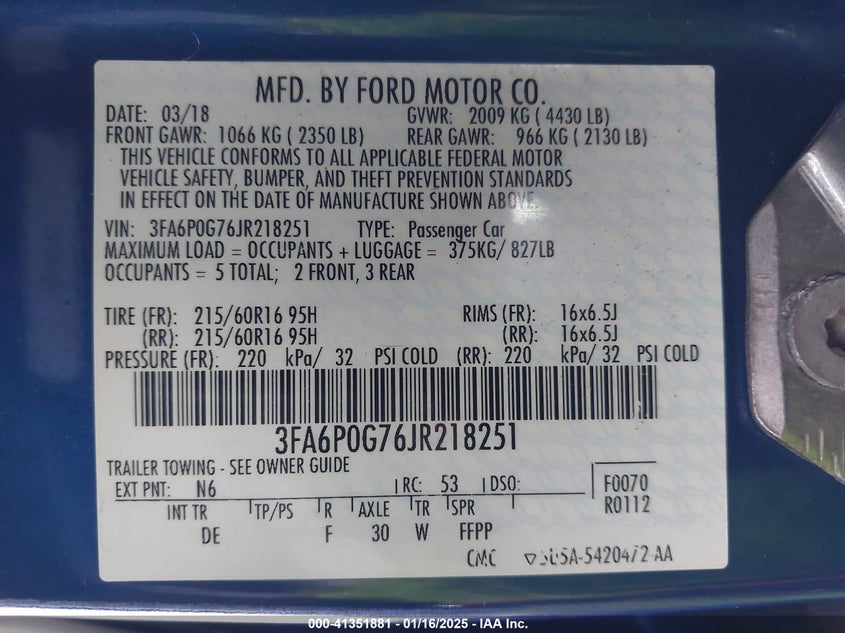 MFD. BY FORD MOTOR CO.
DATE: 03/18 GVWR: 2009 KG ( 4430 LB)
FRONT GAWR: 1066 KG ( 2350 LB) REAR GAWR: 966 KG ( 2130 LB)
THIS VEHICLE CONFORMS TO ALL APPLICABLE FEDERAL MOTOR
VEHICLE SAFETY, BUMPER, AND THEFT PREVENTION STANDARDS
IN EFFECT ON THE DATE OF MANUFACTURE SHOWN ABOVE.
VIN: 3FA6P0G76JR218251 TYPE: Passenger Car
MAXIMUM LOAD = OCCUPANTS + LUGGAGE = 375KG/ 827LB
OCCUPANTS = 5 TOTAL; 2 FRONT, 3 REAR
TIRE (FR): 215/60R16 95H RIMS (FR): 16x6.5J
(RR): 215/60R16 95H (RR): 16x6.5J
PRESSURE (FR): 220 kPa/ 32 PSI COLD (RR): 220 kPa/ 32 PSI COLD
3FA6P0G76JR218251
TRAILER TOWING - SEE OWNER GUIDE
EXT PNT: N6 RC: 53 DSO: F0070
INT TR TP/PS R AXLE TR SPR R0112
DE F 30 W FFPP
CMC
000-41351881 - 01/16/2025 - IAA Inc.